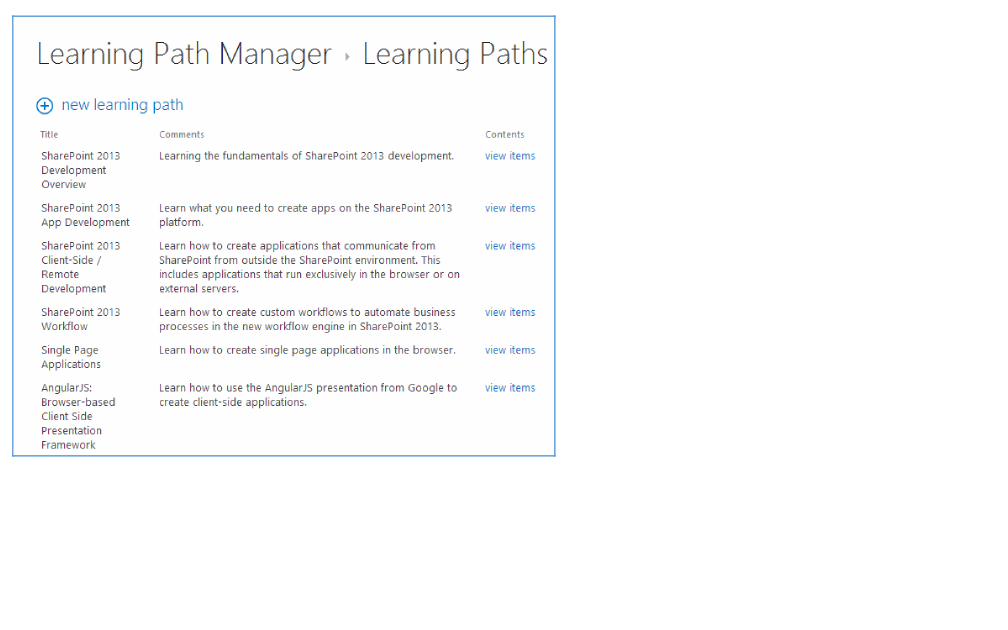 Learning Path Manager ▸ Learning Paths
new learning path
Title Comments Contents
SharePoint 2013 Learning the fundamentals of SharePoint 2013 development. view items
Development
Overview
SharePoint 2013 Learn what you need to create apps on the SharePoint 2013 view items
App Development platform.
SharePoint 2013 Learn how to create applications that communicate from view items
Client-Side / SharePoint from outside the SharePoint environment. This
Remote includes applications that run exclusively in the browser or on
Development external servers.
SharePoint 2013 Learn how to create custom workflows to automate business view items
Workflow processes in the new workflow engine in SharePoint 2013.
Single Page Learn how to create single page applications in the browser. view items
Applications
AngularJS: Learn how to use the AngularJS presentation from Google to view items
Browser-based create client-side applications.
Client Side
Presentation
Framework